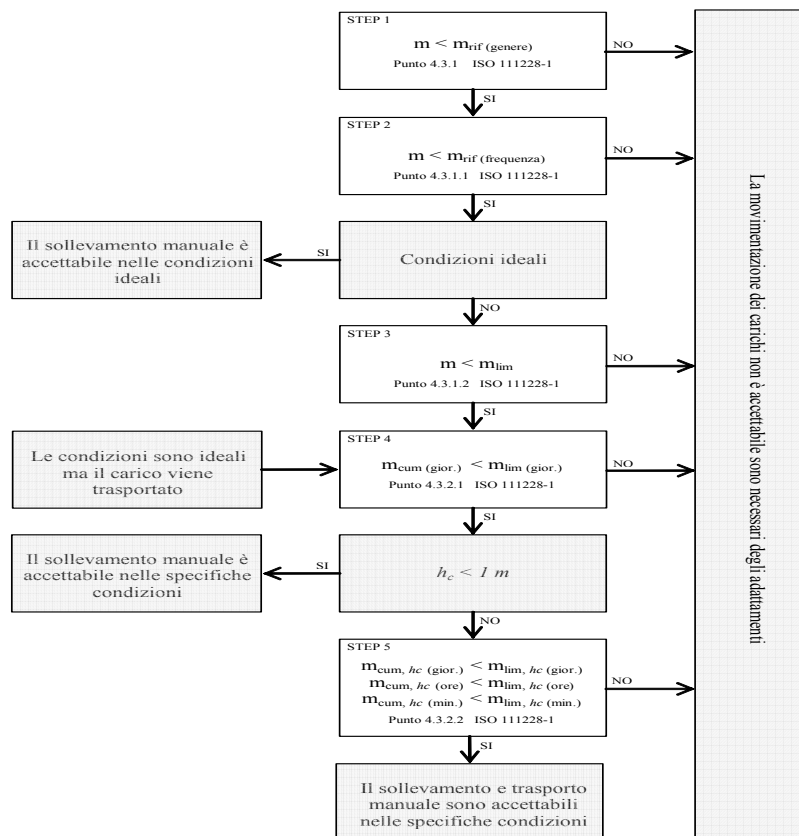 STEP 1
m < mrif (genere)
Punto 4.3.1 ISO 111228-1
NO
SI
STEP 2
m < mrif (frequenza)
Punto 4.3.1.1 ISO 111228-1
NO
SI
Il sollevamento manuale è
accettabile nelle condizioni
ideali
SI
Condizioni ideali
NO
STEP 3
m < mlim
Punto 4.3.1.2 ISO 111228-1
NO
SI
Le condizioni sono ideali
ma il carico viene
trasportato
STEP 4
mcum (gior.) < mlim (gior.)
Punto 4.3.2.1 ISO 111228-1
NO
SI
Il sollevamento manuale è
accettabile nelle specifiche
condizioni
SI
hc < 1 m
NO
STEP 5
mcum, hc (gior.) < mlim, hc (gior.)
mcum, hc (ore) < mlim, hc (ore)
mcum, hc (min.) < mlim, hc (min.)
Punto 4.3.2.2 ISO 111228-1
NO
SI
Il sollevamento e trasporto
manuale sono accettabili
nelle specifiche condizioni
La movimentazione dei carichi non è accettabile sono necessari degli adattamenti